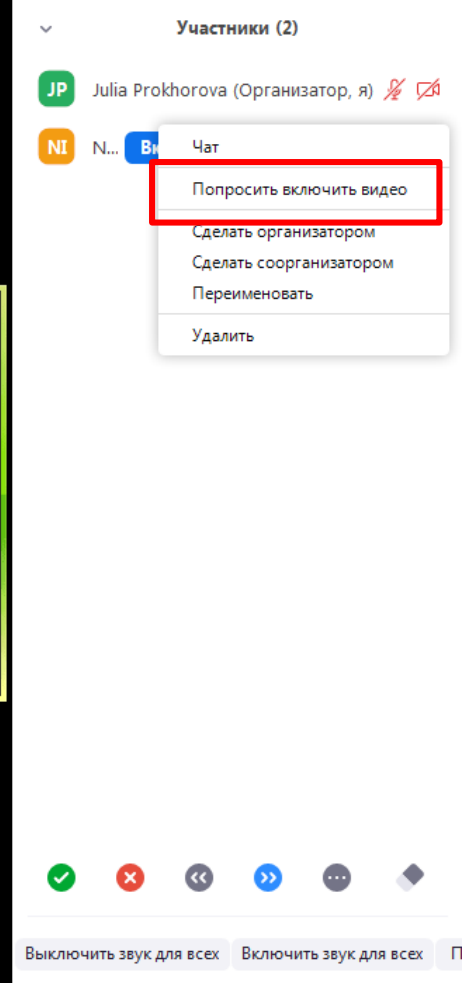 Участники (2)
JP Julia Prokhorova (Организатор, я)
NI N...
Чат
Попросить включить видео
Сделать организатором
Сделать соорганизатором
Переименовать
Удалить
Выключить звук для всех Включить звук для всех